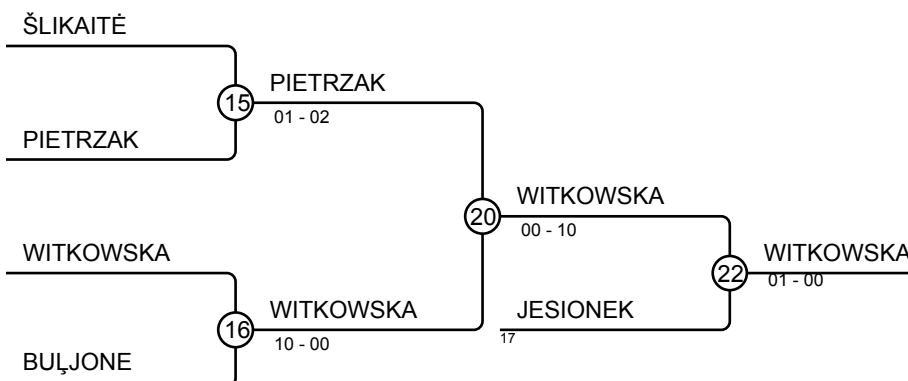 ŠLIKAITĖ
15
PIETRZAK
01 - 02
PIETRZAK
20
WITKOWSKA
00 - 10
WITKOWSKA
22
WITKOWSKA
01 - 00
16
WITKOWSKA
10 - 00
JESIONEK
17
BUĻJONE